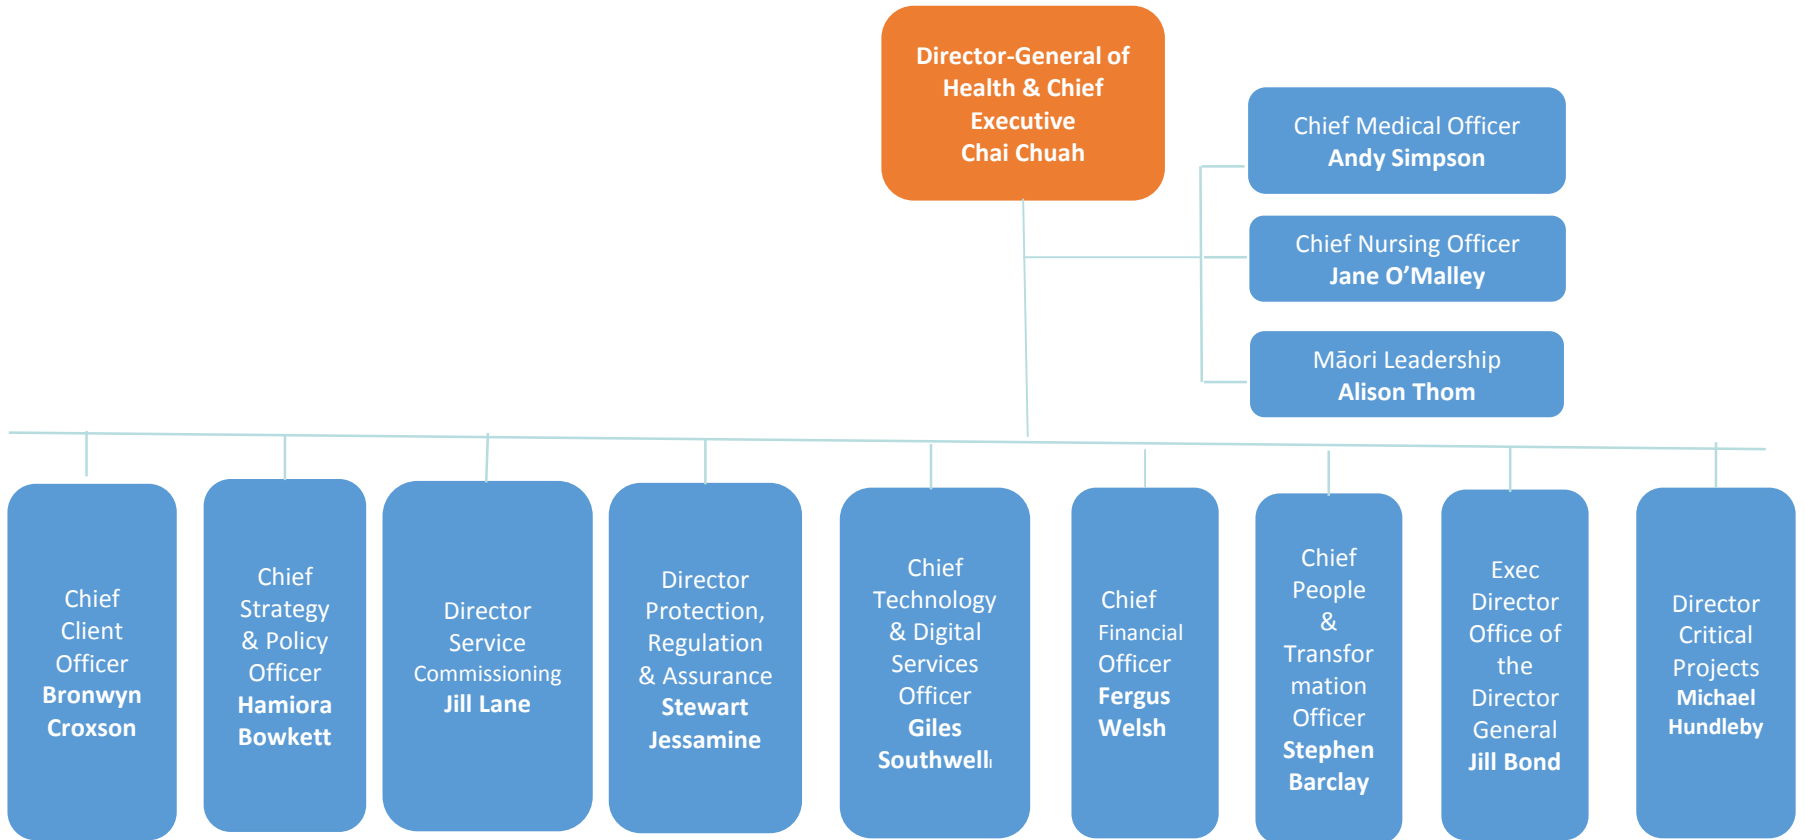 Director-General of
Health & Chief
Executive
Chai Chuah
Chief Medical Officer
Andy Simpson
Chief Nursing Officer
Jane O’Malley
Māori Leadership
Alison Thom
Chief
Client
Officer
Bronwyn
Croxson
Chief
Strategy
& Policy
Officer
Hamiora
Bowkett
Director
Service
Commissioning
Jill Lane
Director
Protection,
Regulation
& Assurance
Stewart
Jessamine
Chief
Technology
& Digital
Services
Officer
Giles
Southwell
Chief
Financial
Officer
Fergus
Welsh
Chief
People
&
Transfor
mation
Officer
Stephen
Barclay
Exec
Director
Office of
the
Director
General
Jill Bond
Director
Critical
Projects
Michael
Hundleby